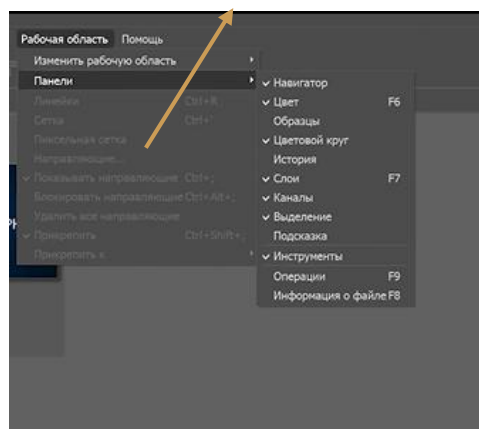 Рабочая область Помощь
Изменить рабочую область
Панели
Линейки Ctrl+R
Сетка Ctrl+'
Пиксельная сетка
Направляющие...
Показывать направляющие Ctrl+;
Блокировать направляющие Ctrl+Alt+;
Удалить все направляющие
Прикрепить Ctrl+Shift+;
Прикрепить к
Навигатор
Цвет F6
Образцы
Цветовой круг
История
Слои F7
Каналы
Выделение
Подсказка
Инструменты
Операции F9
Информация о файле F8